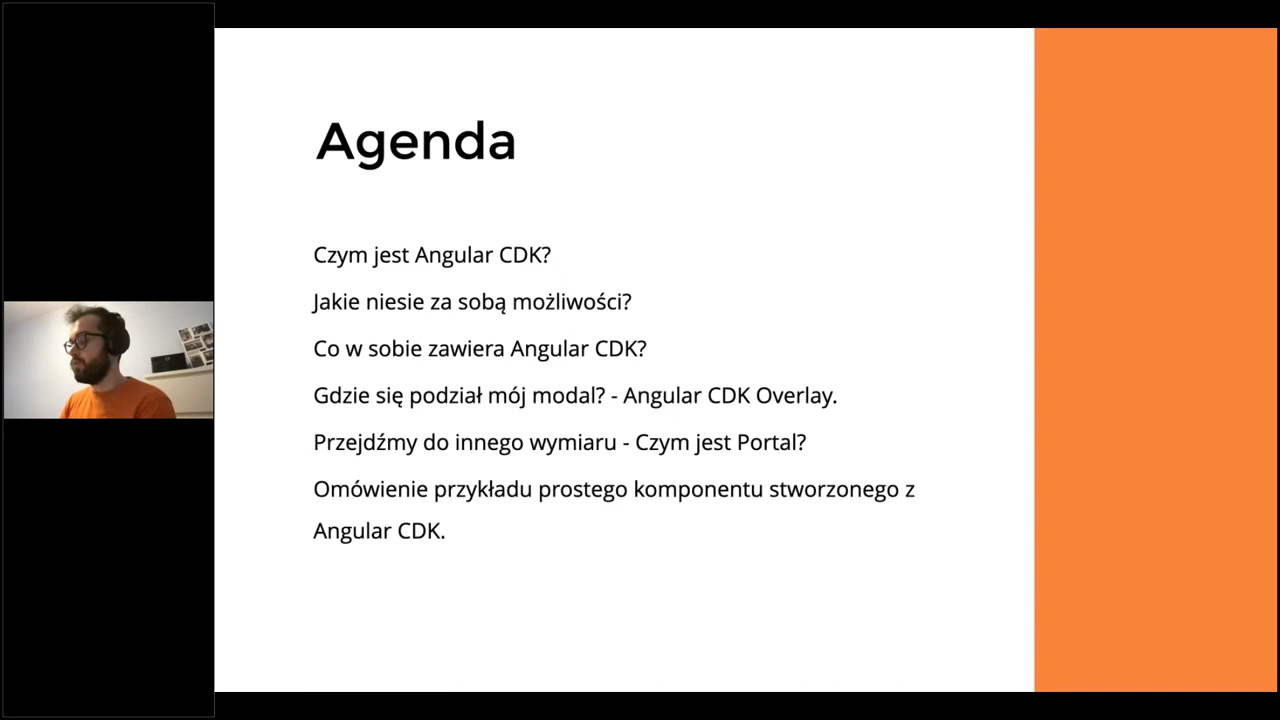 Agenda
Czym jest Angular CDK?
Jakie niesie za sobą możliwości?
Co w sobie zawiera Angular CDK?
Gdzie się podział mój modal? - Angular CDK Overlay.
Przejdźmy do innego wymiaru - Czym jest Portal?
Omówienie przykładu prostego komponentu stworzonego z
Angular CDK.